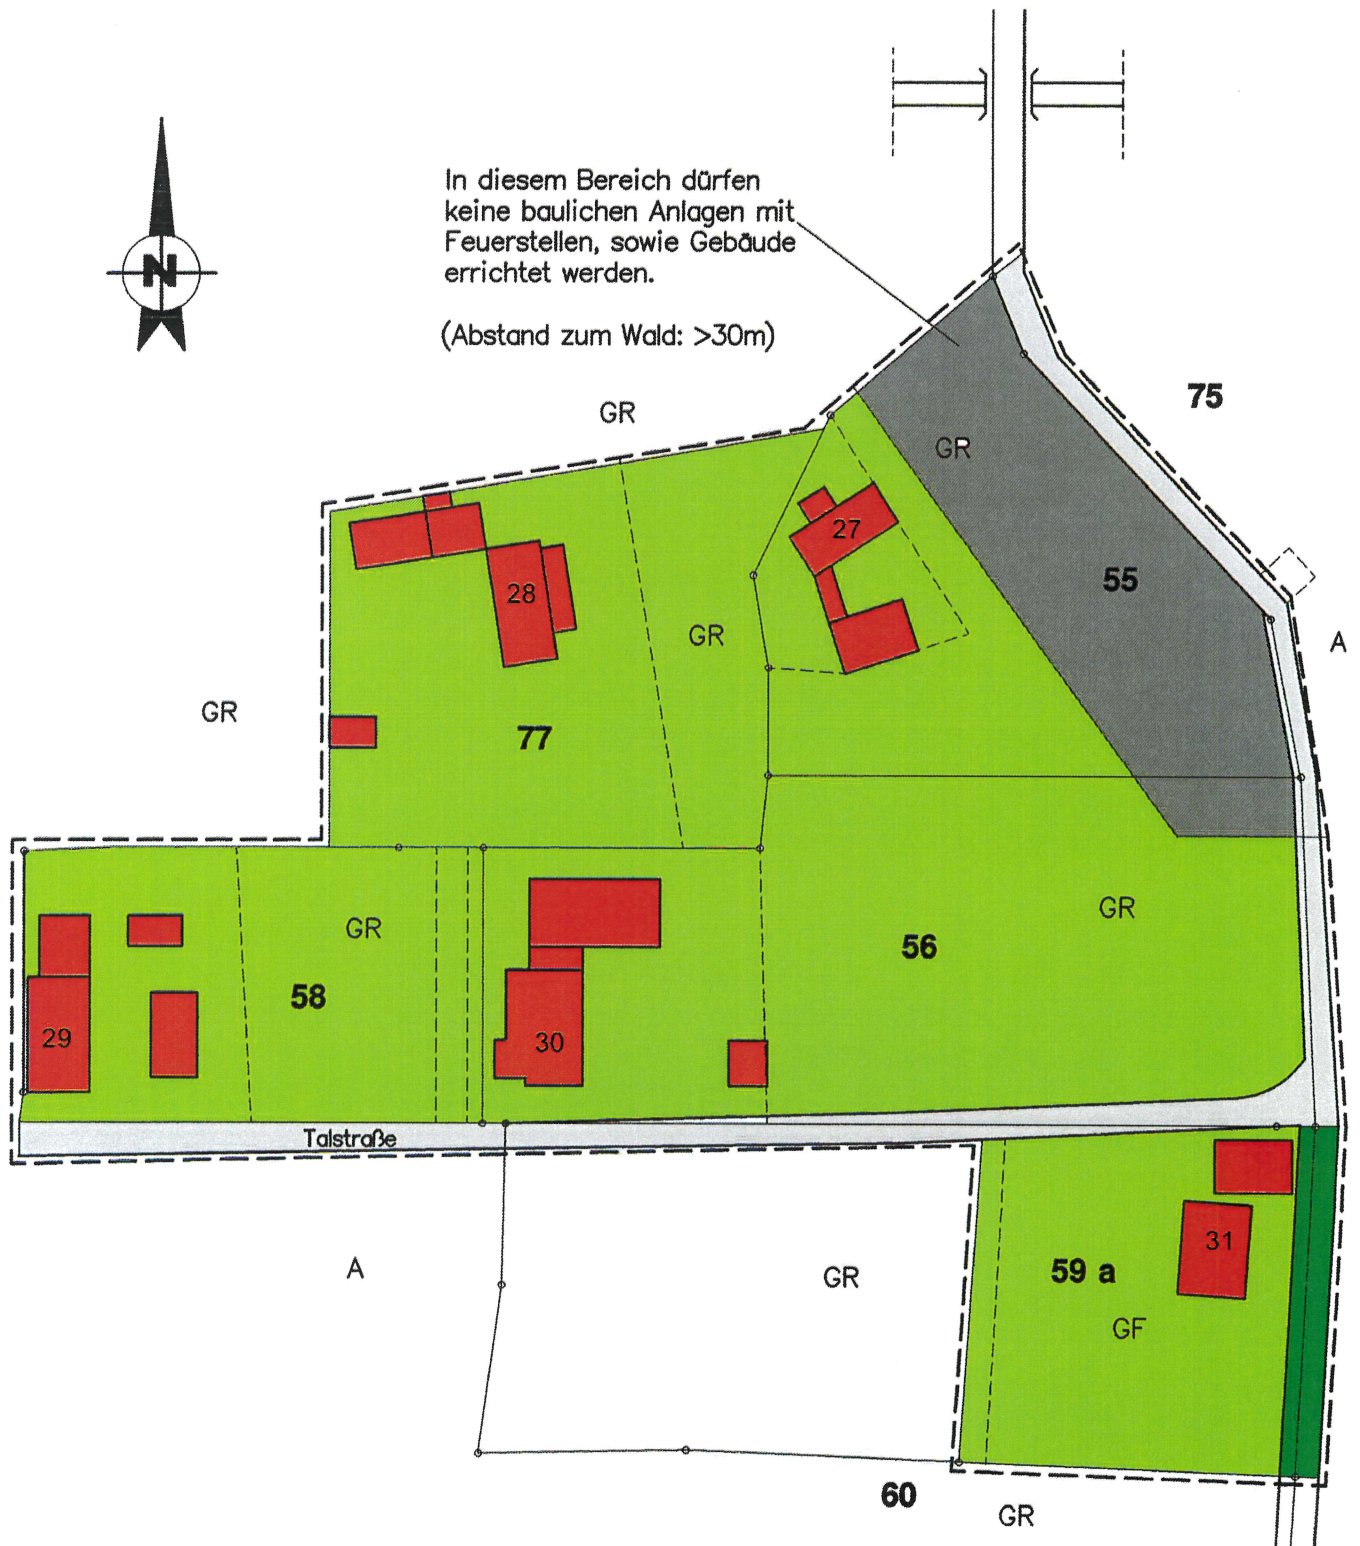 In diesem Bereich dürfen
keine baulichen Anlagen mit
Feuerstellen, sowie Gebäude
errichtet werden.
(Abstand zum Wald: >30m)
N
75
GR
GR
27
55
28
GR
A
GR
77
GR
GR
56
58
29
30
Talstraße
31
A
GR
59 a
GF
60
GR